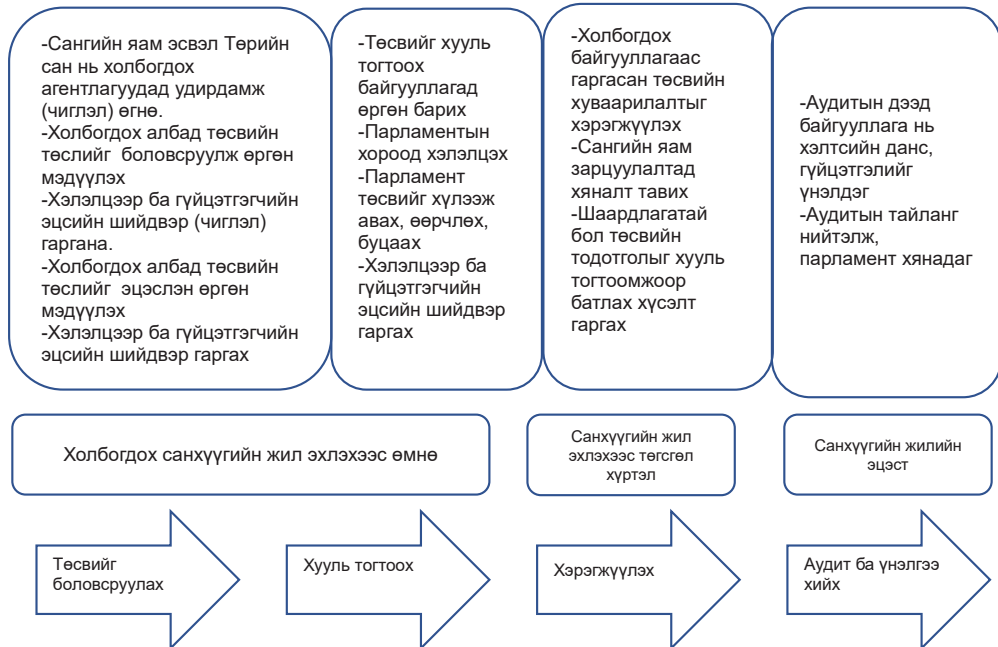 -Сангийн яам эсвэл Төрийн
сан нь холбогдох
агентлагуудад удирдамж
(чиглэл) өгнө.
-Холбогдох албад төсвийн
төслийг боловсруулж өргөн
мэдүүлэх
-Хэлэлцээр ба гүйцэтгэгчийн
эцсийн шийдвэр (чиглэл)
гаргана.
-Холбогдох албад төсвийн
төслийг эцэслэн өргөн
мэдүүлэх
-Хэлэлцээр ба гүйцэтгэгчийн
эцсийн шийдвэр гаргах
-Төсвийг хууль
тогтоох
байгууллагад
өргөн барих
-Парламентын
хороод хэлэлцэх
-Парламент
төсвийг хүлээж
авах, өөрчлөх,
буцаах
-Хэлэлцээр ба
гүйцэтгэгчийн
эцсийн шийдвэр
гаргах
-Холбогдох
байгууллагаас
гаргасан төсвийн
хуваарилалтыг
хэрэгжүүлэх
-Сангийн яам
зарцуулалтад
хяналт тавих
-Шаардлагатай
бол төсвийн
тодотголыг хууль
тогтоомжоор
батлах хүсэлт
гаргах
-Аудитын дээд
байгууллага нь
хэлтсийн данс,
гүйцэтгэлийг
үнэлдэг
-Аудитын тайланг
нийтэлж,
парламент хянадаг
Холбогдох санхүүгийн жил эхлэхээс өмнө
Санхүүгийн жил
эхлэхээс төгсгөл
хүртэл
Санхүүгийн жилийн
эцэст
Төсвийг
боловсруулах
Хууль тогтоох
Хэрэгжүүлэх
Аудит ба үнэлгээ
хийх